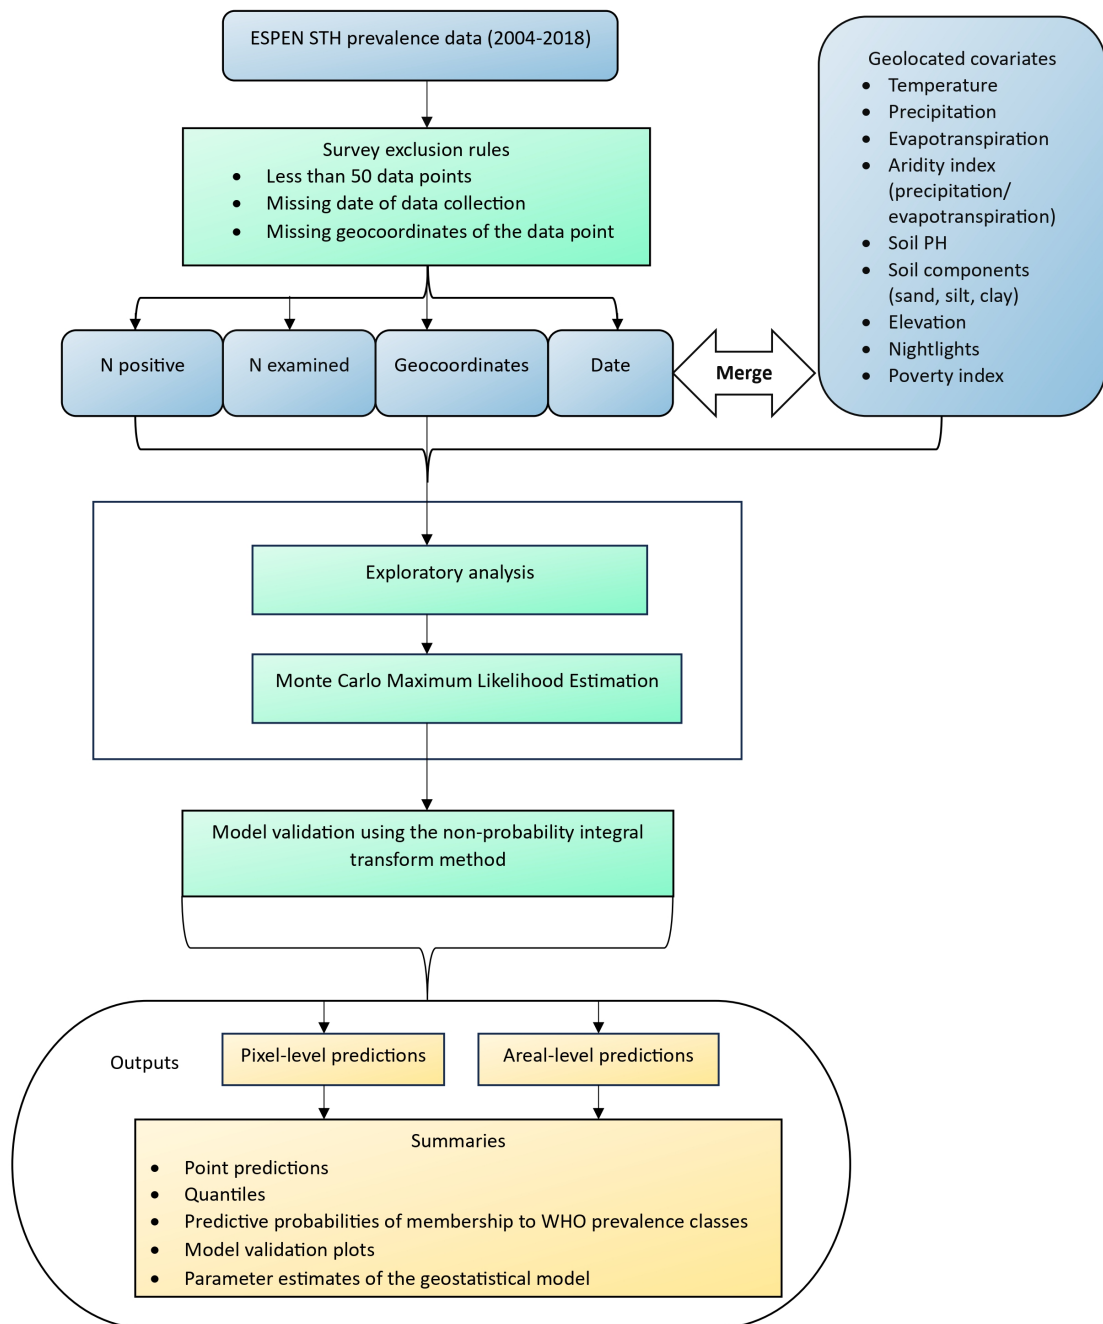 ESPEN STH prevalence data (2004-2018)
Survey exclusion rules
• Less than 50 data points
• Missing date of data collection
• Missing geocoordinates of the data point
N positive
N examined
Geocoordinates
Date
Merge
Geolocated covariates
• Temperature
• Precipitation
• Evapotranspiration
• Aridity index
(precipitation/
evapotranspiration)
• Soil PH
• Soil components
(sand, silt, clay)
• Elevation
• Nightlights
• Poverty index
Exploratory analysis
Monte Carlo Maximum Likelihood Estimation
Model validation using the non-probability integral
transform method
Outputs
Pixel-level predictions
Areal-level predictions
Summaries
• Point predictions
• Quantiles
• Predictive probabilities of membership to WHO prevalence classes
• Model validation plots
• Parameter estimates of the geostatistical model